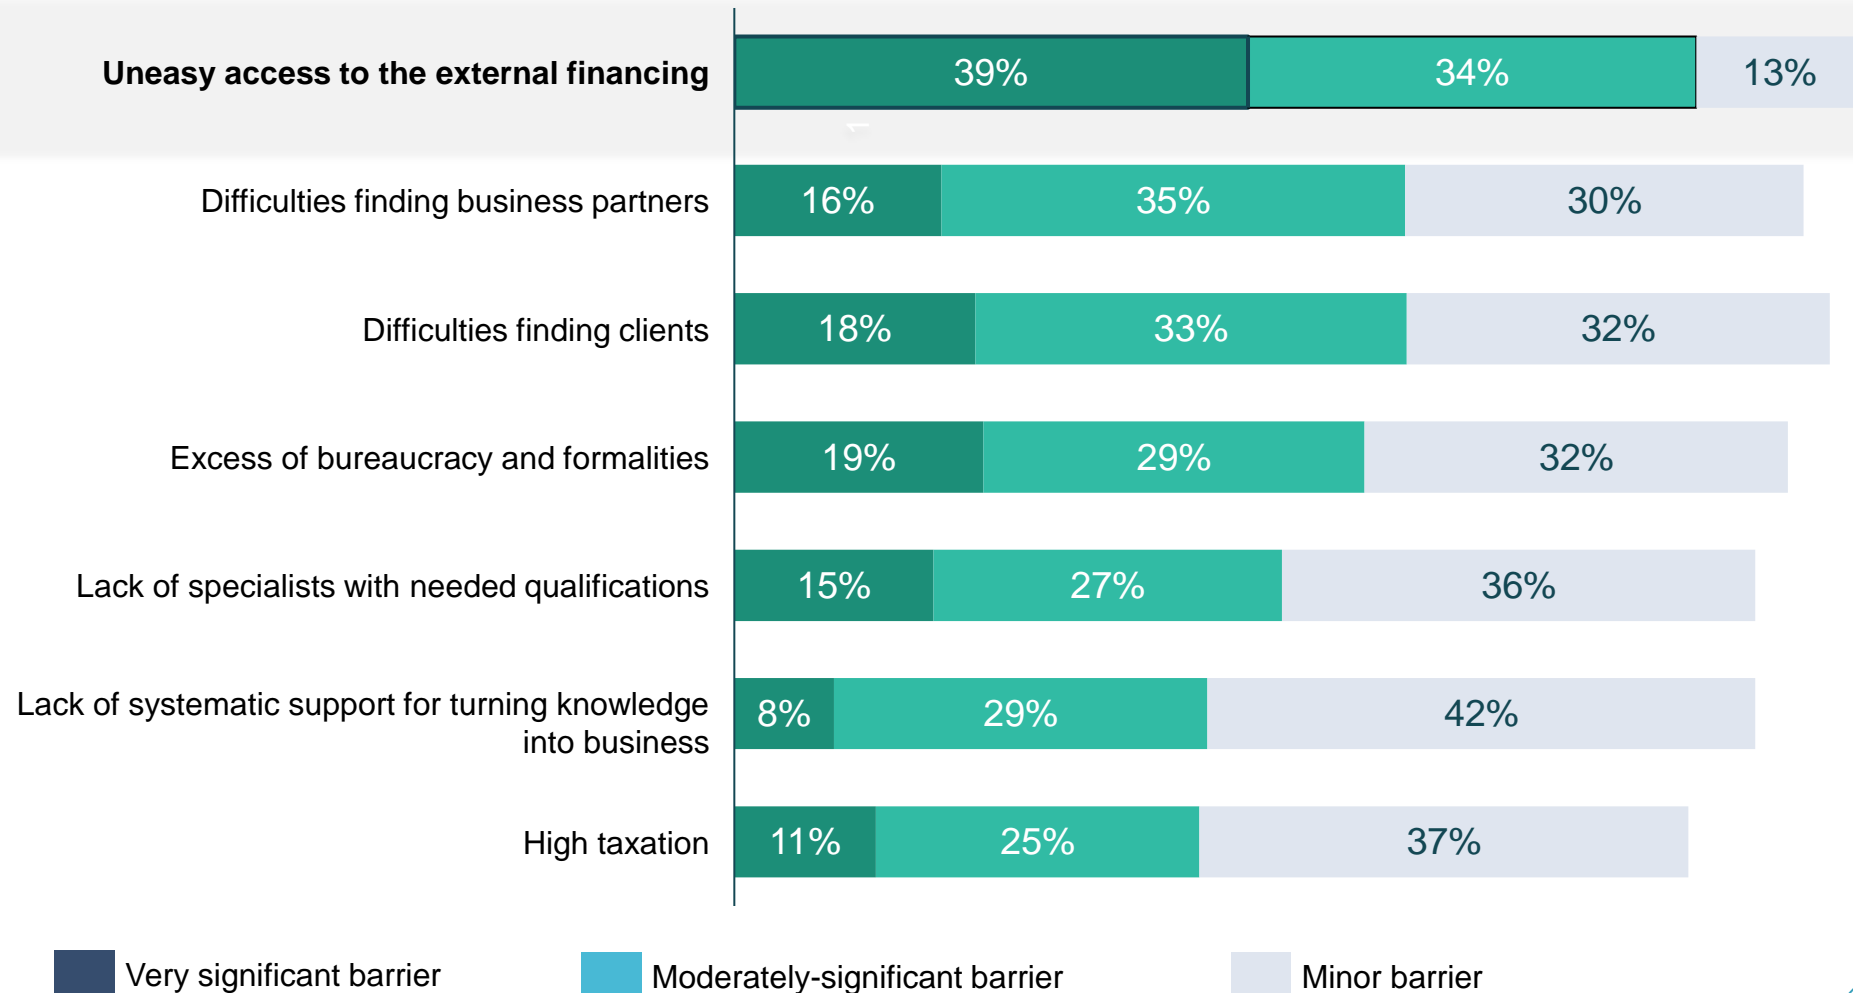 Uneasy access to the external financing
39%
34%
13%
1
Difficulties finding business partners
16%
35%
30%
Difficulties finding clients
18%
33%
32%
Excess of bureaucracy and formalities
19%
29%
32%
Lack of specialists with needed qualifications
15%
27%
36%
Lack of systematic support for turning knowledge
into business
8%
29%
42%
High taxation
11%
25%
37%
Very significant barrier
Moderately-significant barrier
Minor barrier